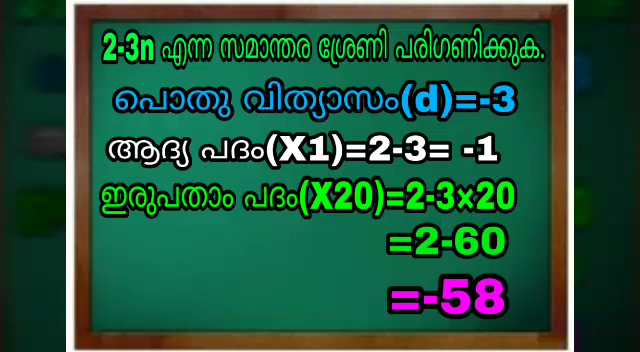 2-3n എന്ന സമാന്തര ശ്രേണി പരിഗണിക്കുക.
പൊതു വിത്യാസം(d)=-3
ആദ്യ പദം(X1)=2-3= -1
ഇരുപതാം പദം(X20)=2-3×20
=2-60
=-58